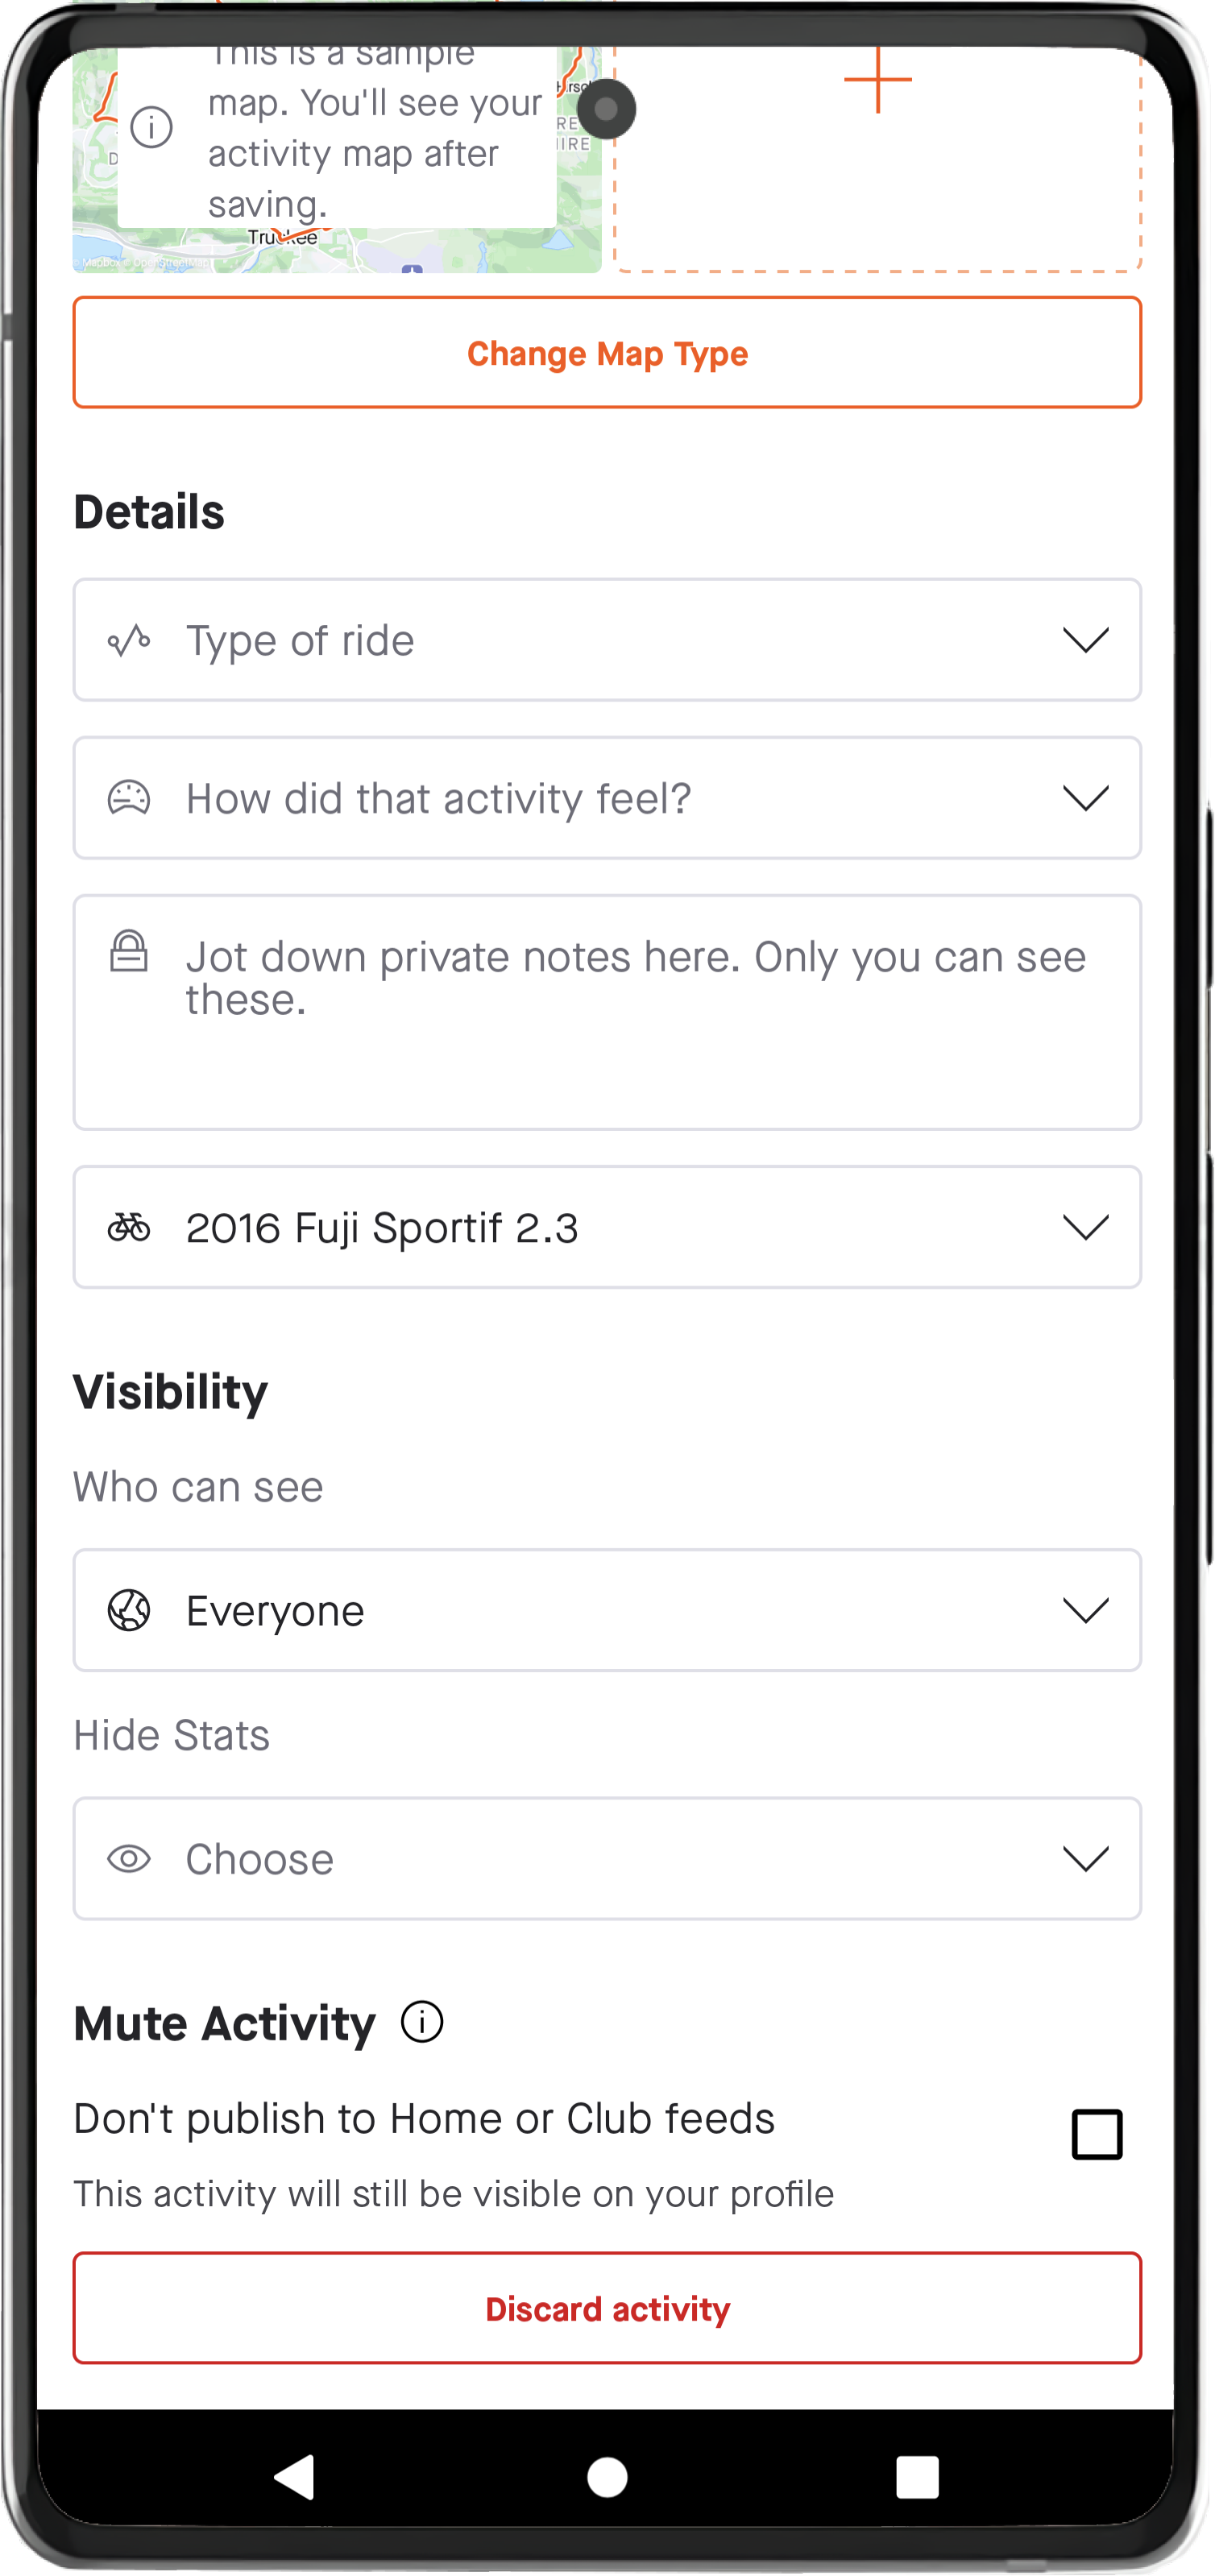 This is a sample
map. You'll see your
activity map after
saving.
Truckee
© Mapbox © OpenStreetMap
Change Map Type
Details
Type of ride
How did that activity feel?
Jot down private notes here. Only you can see
these.
2016 Fuji Sportif 2.3
Visibility
Who can see
Everyone
Hide Stats
Choose
Mute Activity
Don't publish to Home or Club feeds
This activity will still be visible on your profile
Discard activity